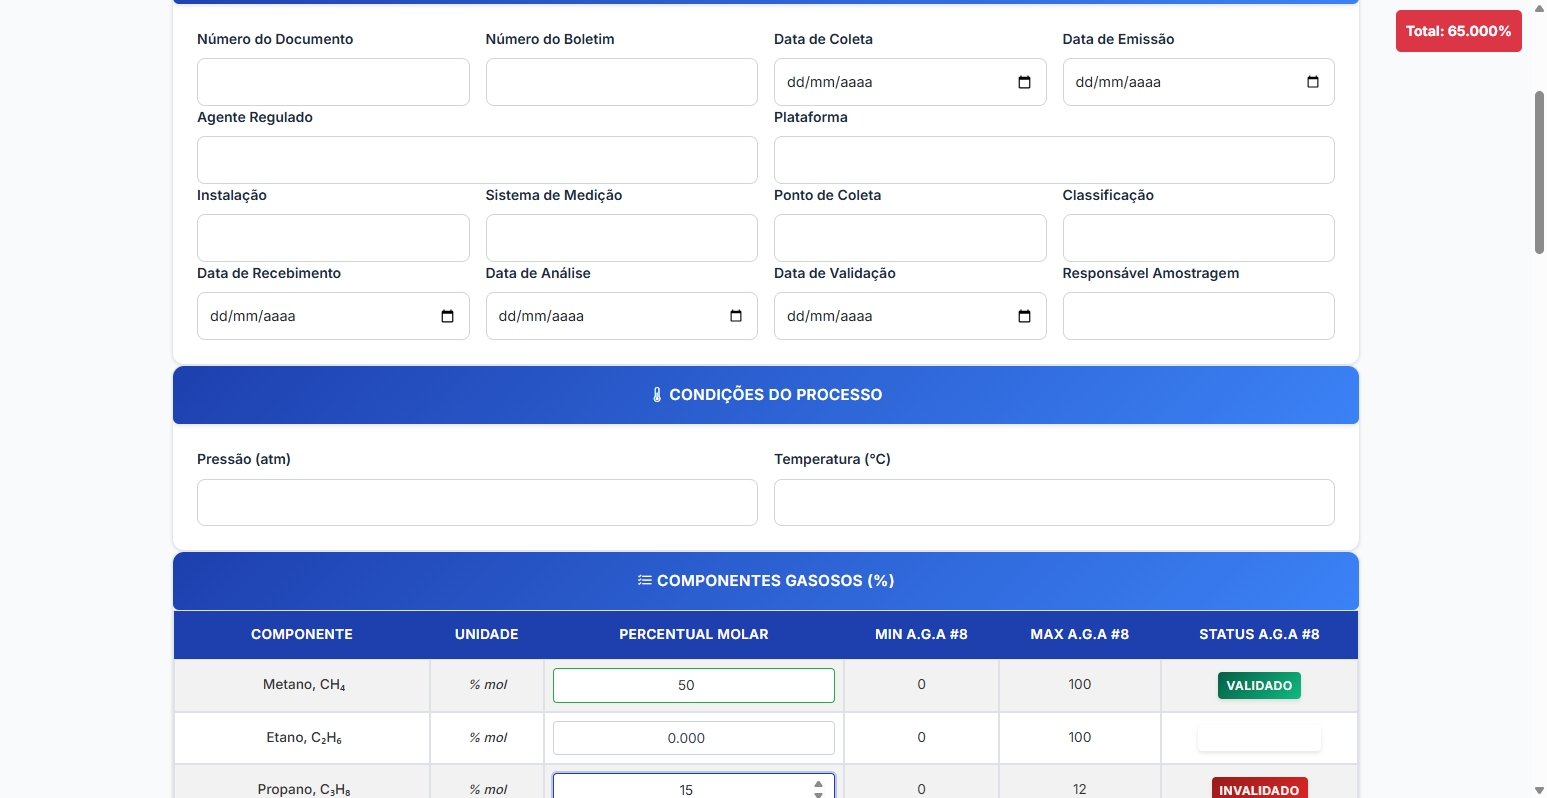 Total: 65.000%
Número do Documento Número do Boletim Data de Coleta Data de Emissão
dd/mm/aaaa dd/mm/aaaa
Agente Regulado Plataforma
Instalação Sistema de Medição Ponto de Coleta Classificação
Data de Recebimento Data de Análise Data de Validação Responsável Amostragem
dd/mm/aaaa dd/mm/aaaa dd/mm/aaaa
CONDIÇÕES DO PROCESSO
Pressão (atm) Temperatura (°C)
COMPONENTES GASOSOS (%)
COMPONENTE UNIDADE PERCENTUAL MOLAR MIN A.G.A #8 MAX A.G.A #8 STATUS A.G.A #8
Metano, CH₄ % mol 50 0 100 VALIDADO
Etano, C₂H₆ % mol 0.000 0 100
Propano, C₃H₈ % mol 15 0 12 INVALIDADO